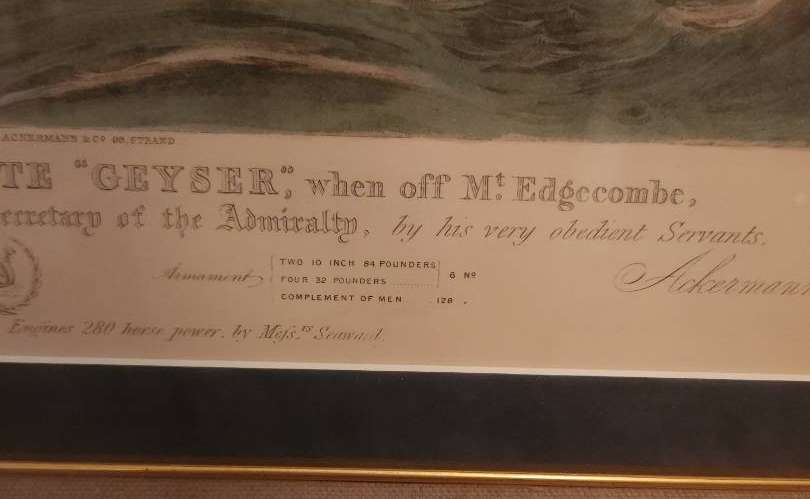 ACKERMANN & Co 96, STRAND
TE "GEYSER", when off Mt. Edgecombe,
ecretary of the Admiralty, by his very obedient Servants,
Armament, TWO 10 INCH 84 POUNDERS
FOUR 32 POUNDERS .......... 6 No
COMPLEMENT OF MEN 128 .
Ackermann
Engines 280 horse power, by Messrs Seaward.